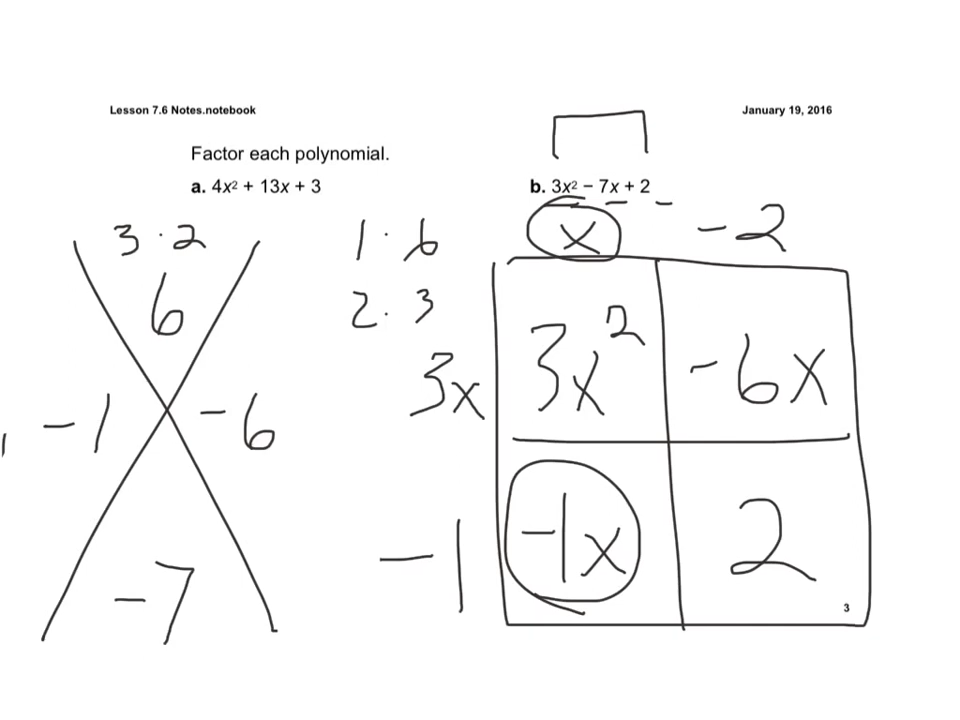 Lesson 7.6 Notes.notebook January 19, 2016
Factor each polynomial.
a. 4x² + 13x + 3 b. 3x² − 7x + 2
3 · 2 1 · 6 x -2
6 2 · 3
3x 3x² -6x
-1 -6
-1 -1x 2
-7
3